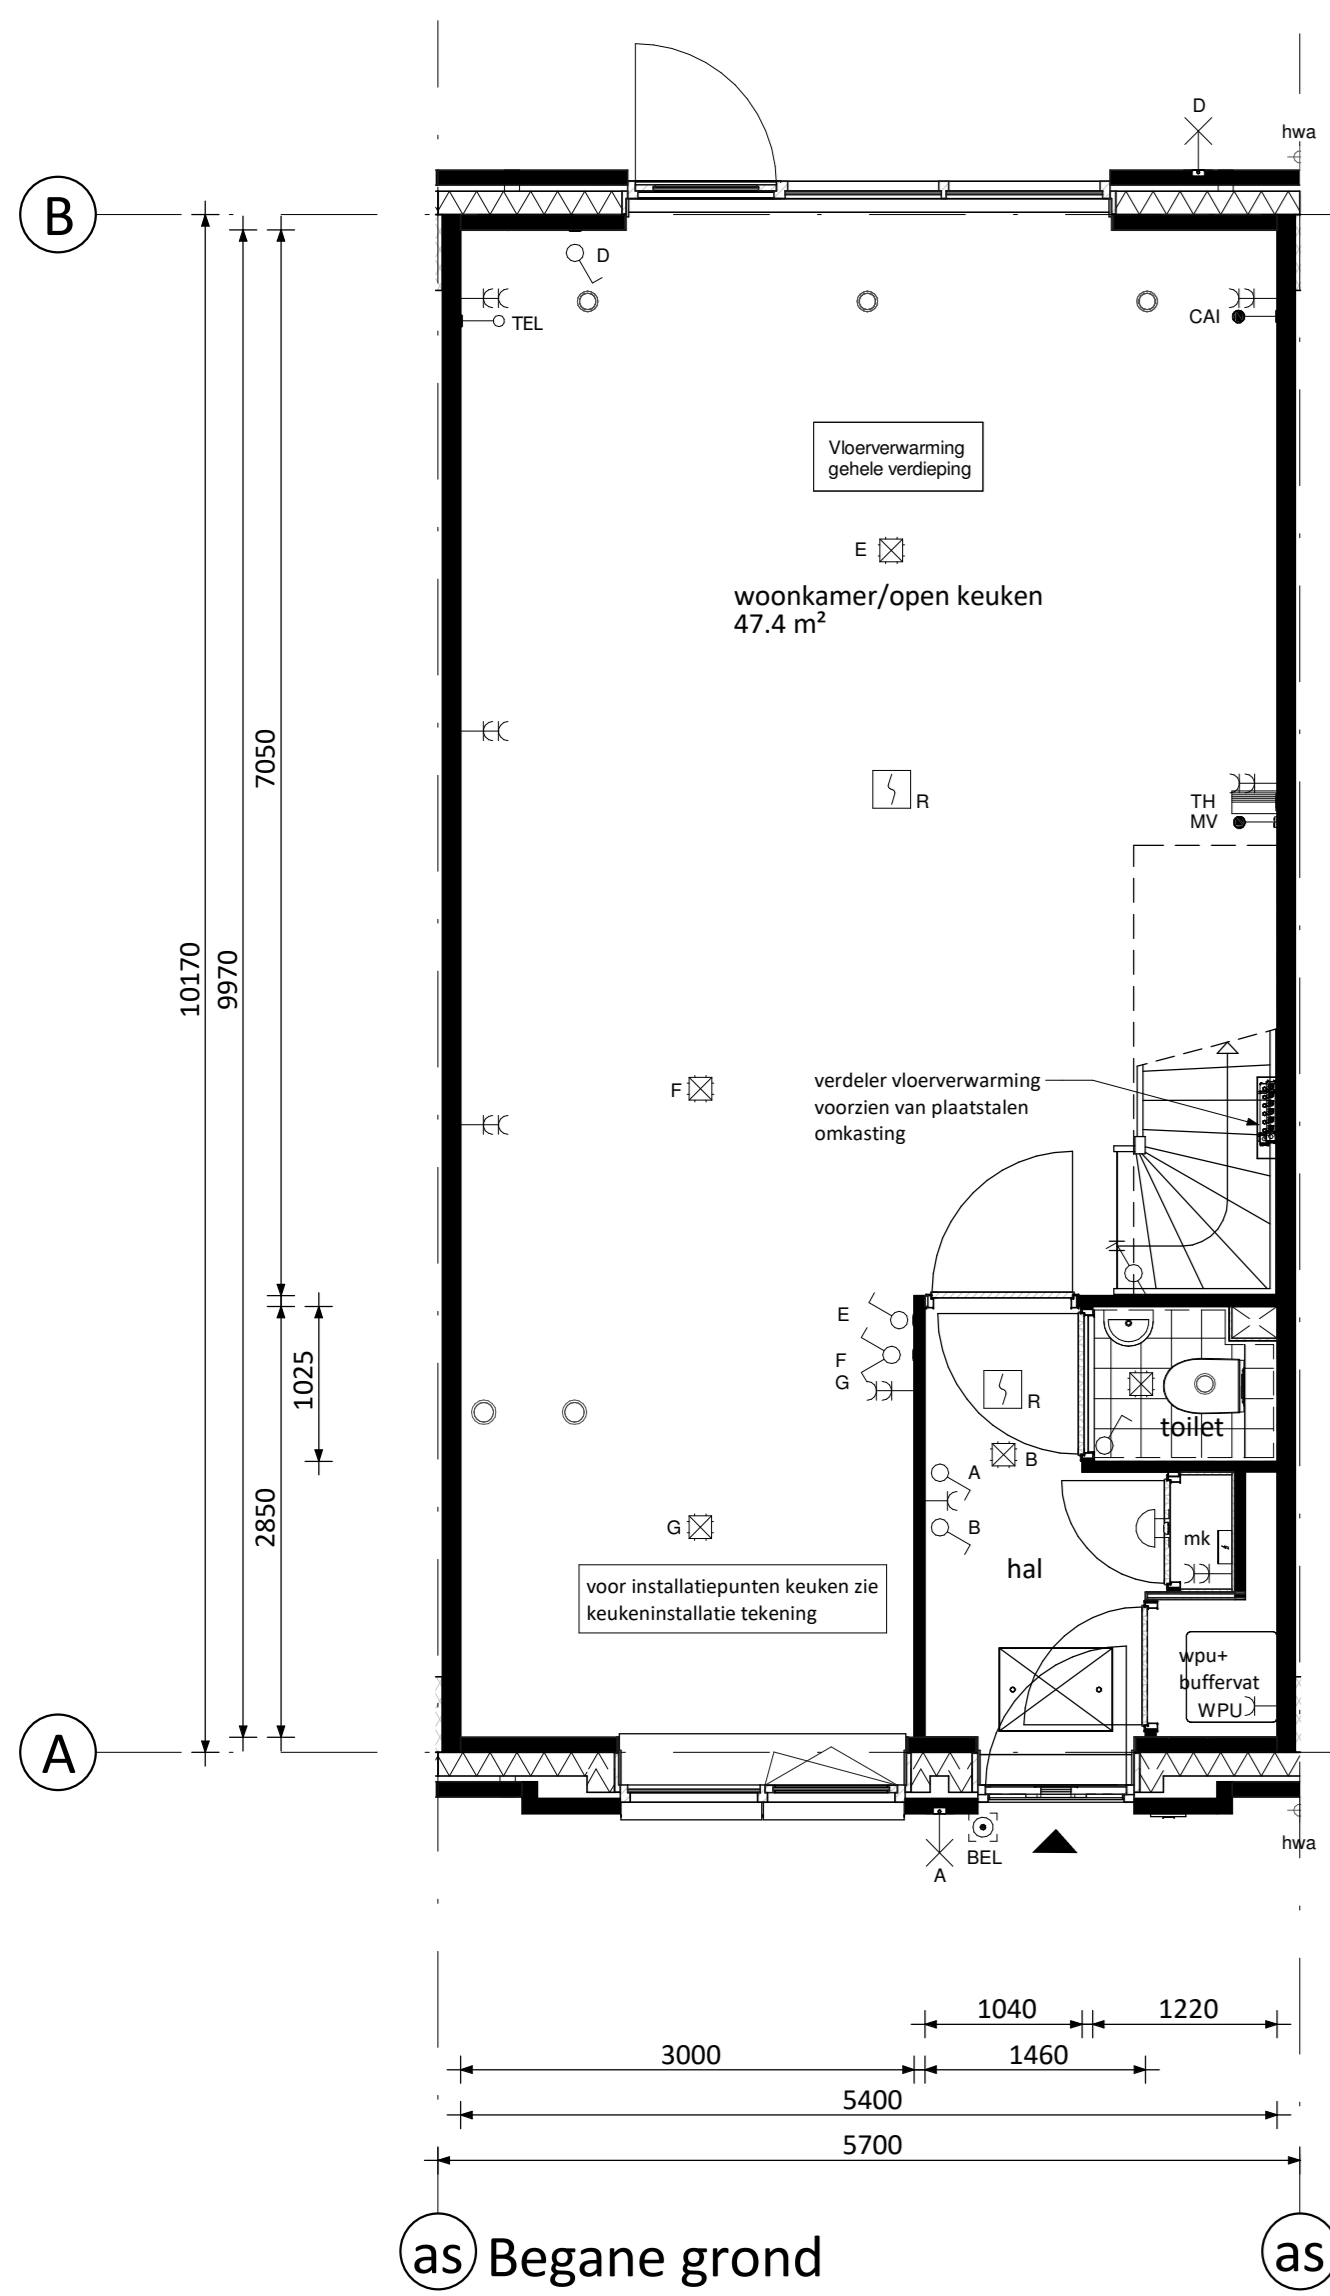 D
hwa
B
D
TEL
CAI
Vloerverwarming
gehele verdieping
E
woonkamer/open keuken
47.4 m²
7050
R
TH
MV
10170
9970
F
verdeler vloerverwarming
voorzien van plaatstalen
omkasting
E
F
G
1025
R
toilet
B
A
2850
G
B
mk
hal
voor installatiepunten keuken zie
keukeninstallatie tekening
wpu+
buffervat
WPU
A
BEL
A
hwa
1040
1220
3000
1460
5400
5700
as
Begane grond
as